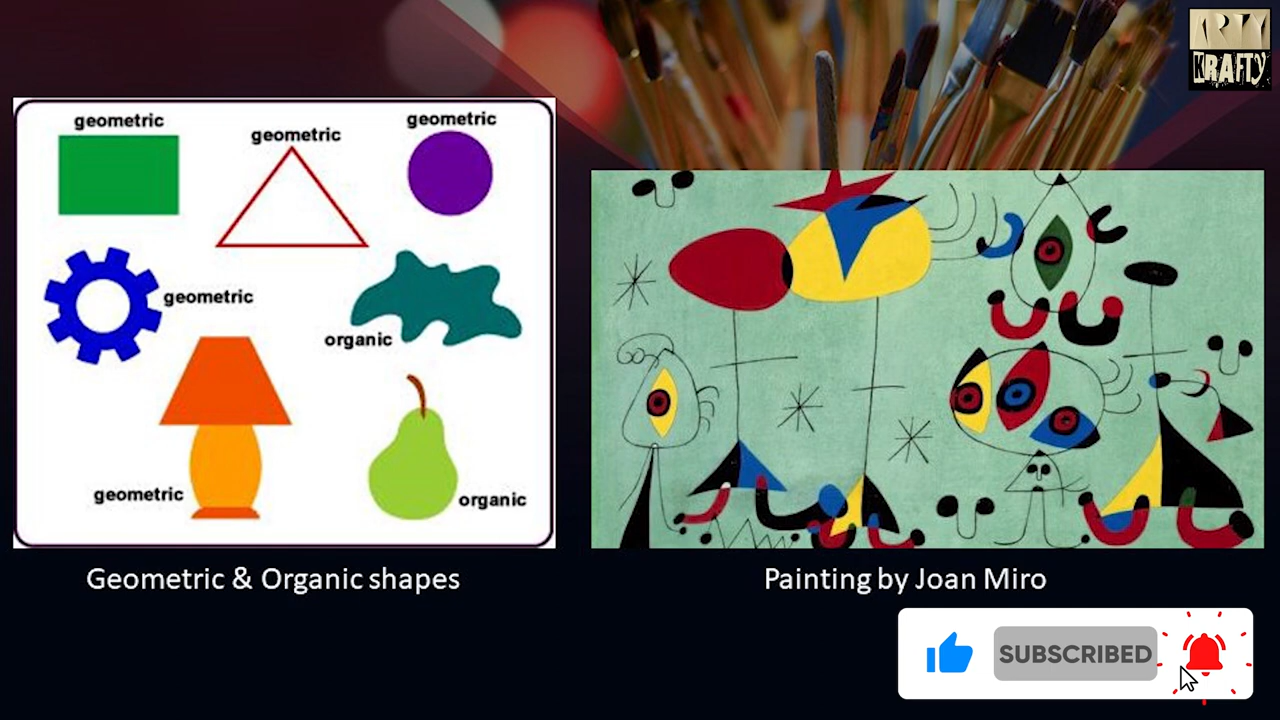 ARTY
KRAFTY
geometric
geometric
geometric
geometric
organic
geometric
organic
Geometric & Organic shapes
Painting by Joan Miro
SUBSCRIBED